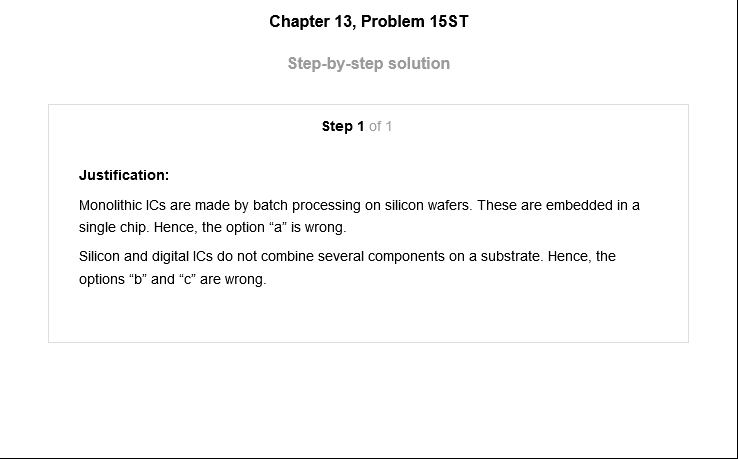 Chapter 13, Problem 15ST
Step-by-step solution
Step 1 of 1
Justification:
Monolithic ICs are made by batch processing on silicon wafers. These are embedded in a
single chip. Hence, the option “a” is wrong.
Silicon and digital ICs do not combine several components on a substrate. Hence, the
options “b” and “c” are wrong.